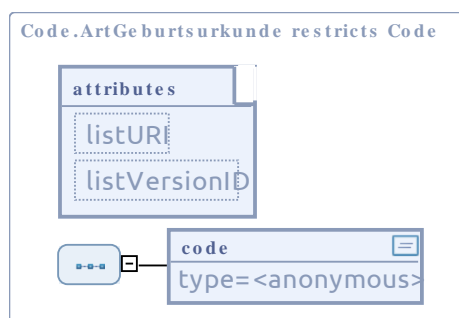 Code.ArtGeburtsurkunde restricts Code
attributes
listURI
listVersionID
code
type=<anonymous>